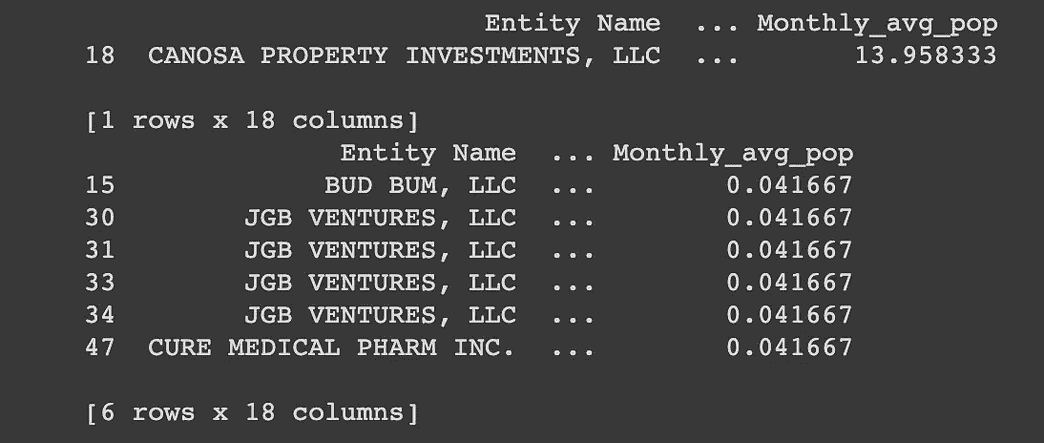 Entity Name ... Monthly_avg_pop
18 CANOSA PROPERTY INVESTMENTS, LLC ... 13.958333
[1 rows x 18 columns]
Entity Name ... Monthly_avg_pop
15 BUD BUM, LLC ... 0.041667
30 JGB VENTURES, LLC ... 0.041667
31 JGB VENTURES, LLC ... 0.041667
33 JGB VENTURES, LLC ... 0.041667
34 JGB VENTURES, LLC ... 0.041667
47 CURE MEDICAL PHARM INC. ... 0.041667
[6 rows x 18 columns]